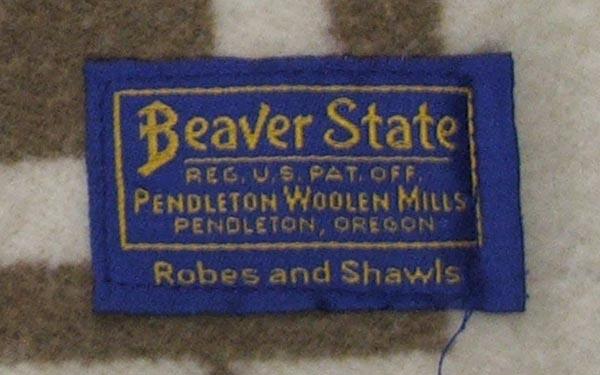 Beaver State
REG. U.S. PAT. OFF.
PENDLETON WOOLEN MILLS
PENDLETON, OREGON
Robes and Shawls